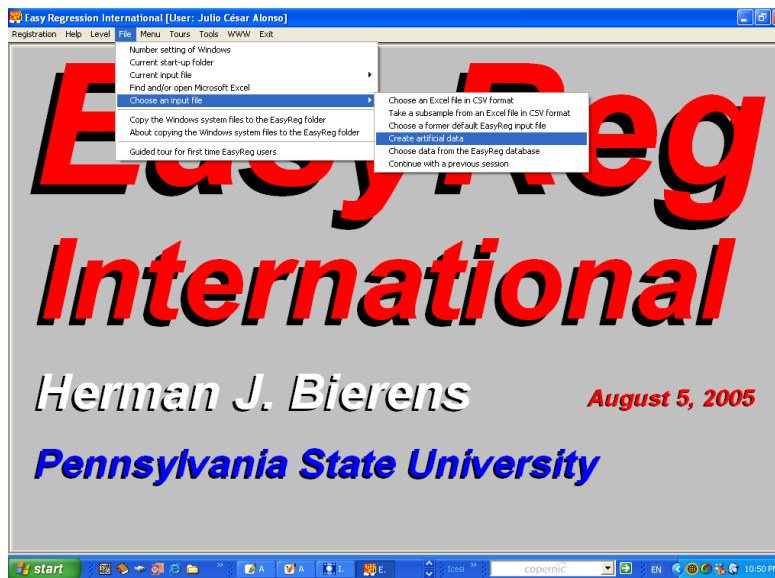 Easy Regression International [User: Julio César Alonso]
Registration Help Level File Menu Tours Tools WWW Exit
Number setting of Windows
Current start-up folder
Current input file
Find and/or open Microsoft Excel
Choose an input file
Copy the Windows system files to the EasyReg folder
About copying the Windows system files to the EasyReg folder
Guided tour for first time EasyReg users
Choose an Excel file in CSV format
Take a subsample from an Excel file in CSV format
Choose a former default EasyReg input file
Create artificial data
Choose data from the EasyReg database
Continue with a previous session
EasyReg
International
Herman J. Bierens
August 5, 2005
Pennsylvania State University
start A A I. E. Icesi copernic EN 10:50 PM